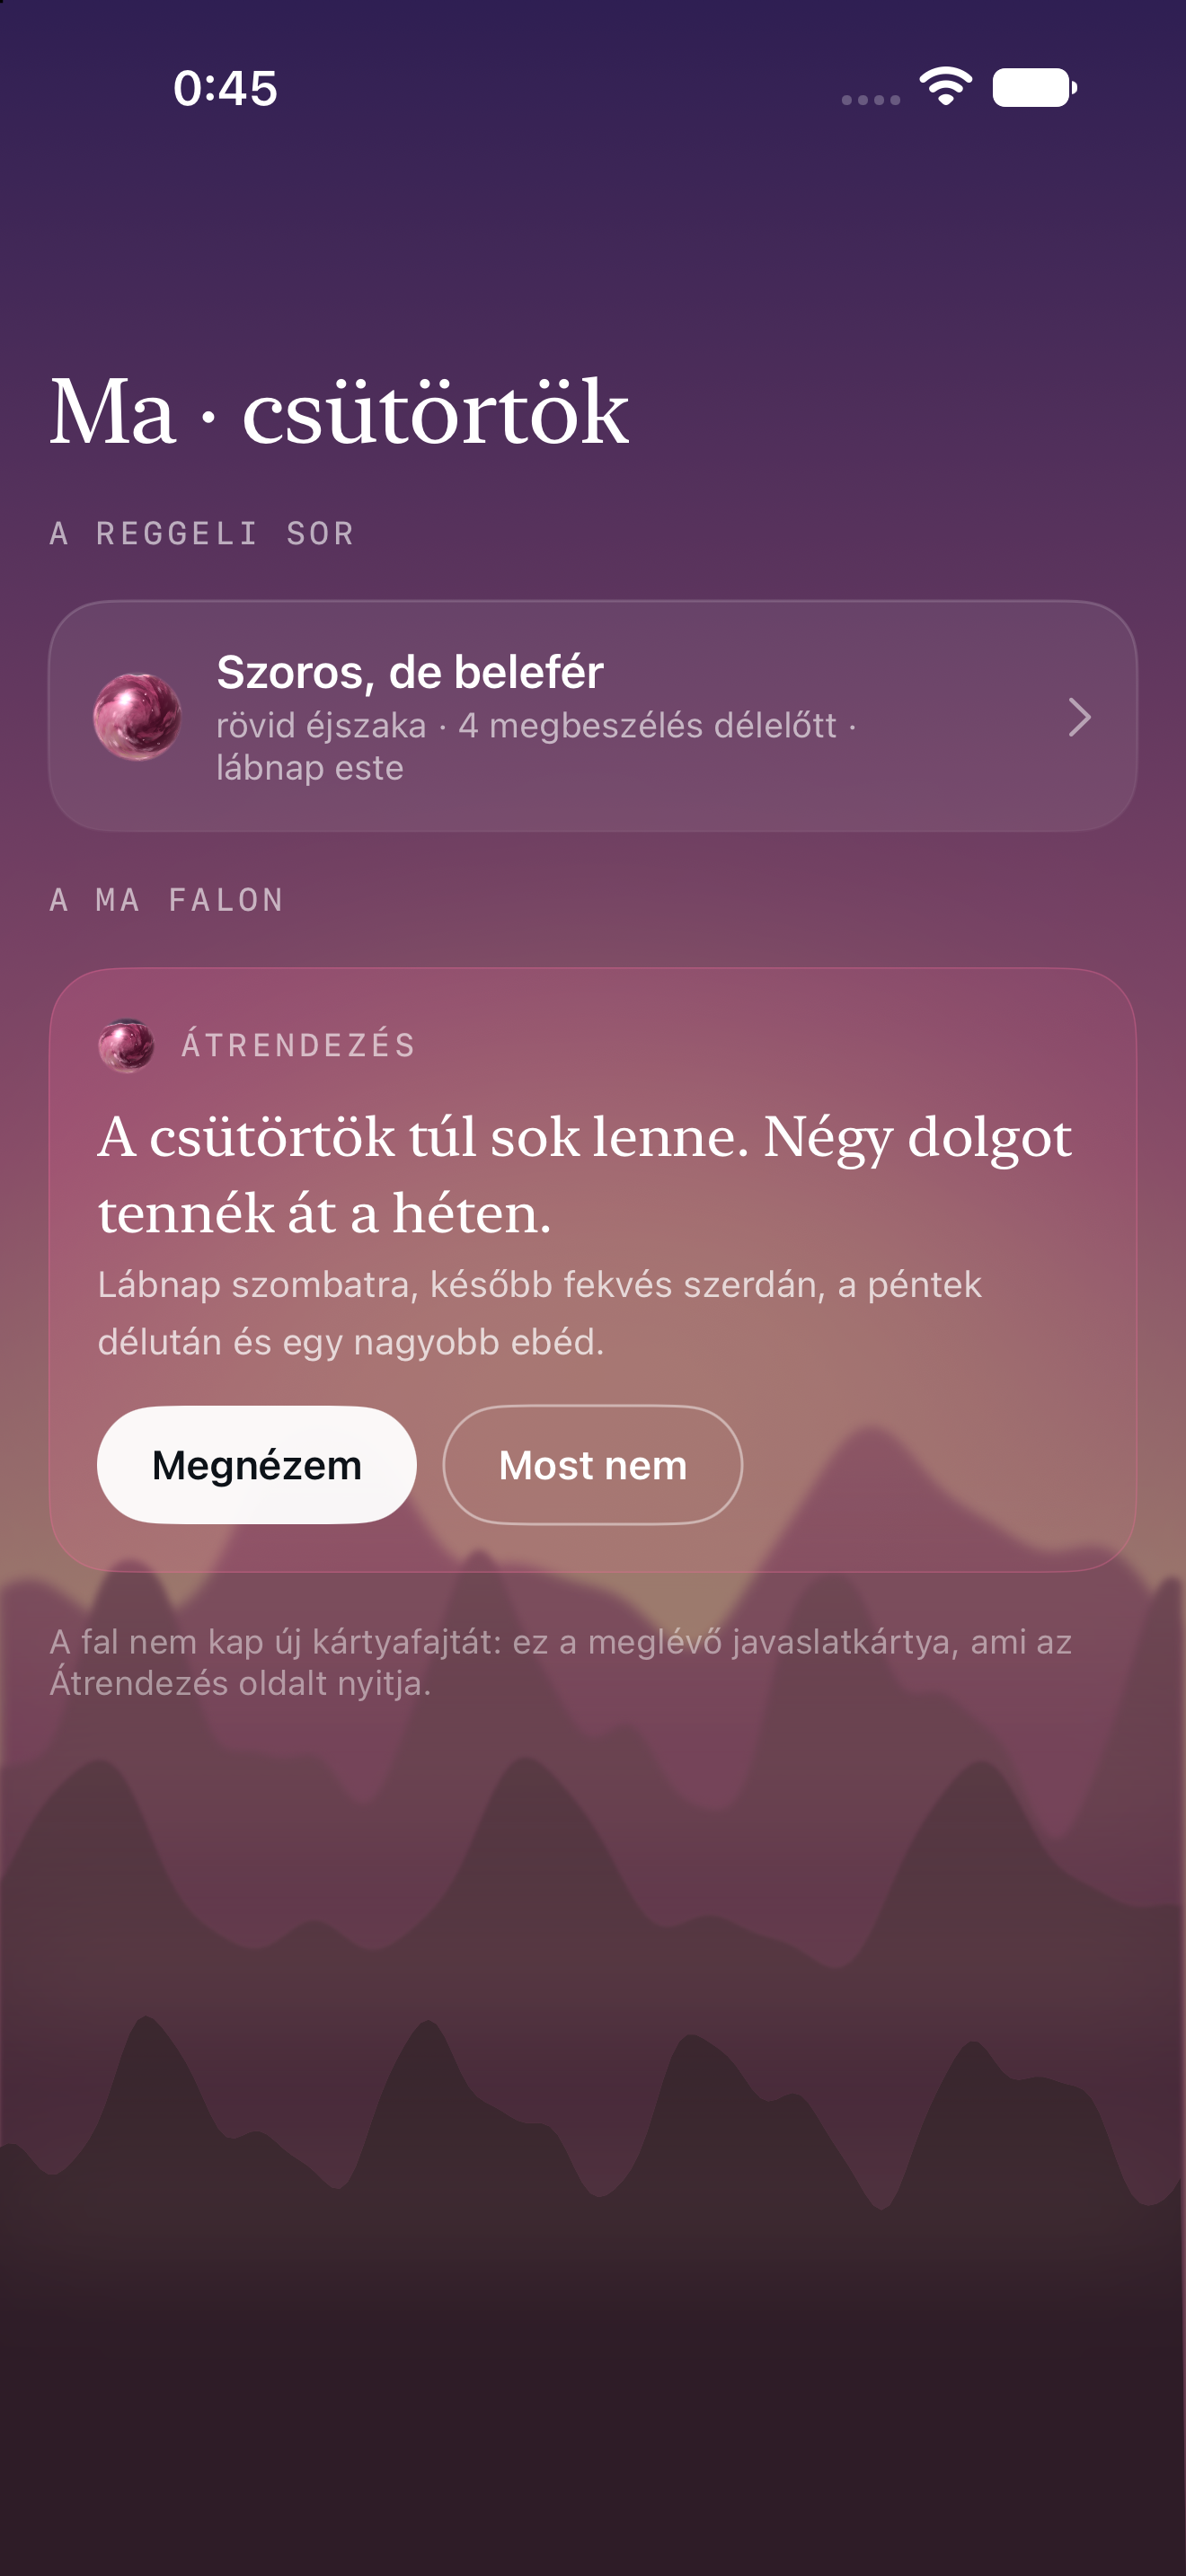 0:45
Ma · csütörtök
A REGGELI SOR
Szoros, de belefér
rövid éjszaka · 4 megbeszélés délelőtt ·
lábnap este
A MA FALON
ÁTRENDEZÉS
A csütörtök túl sok lenne. Négy dolgot
tennék át a héten.
Lábnap szombatra, később fekvés szerdán, a péntek
délután és egy nagyobb ebéd.
Megnézem
Most nem
A fal nem kap új kártyafajtát: ez a meglévő javaslatkártya, ami az
Átrendezés oldalt nyitja.